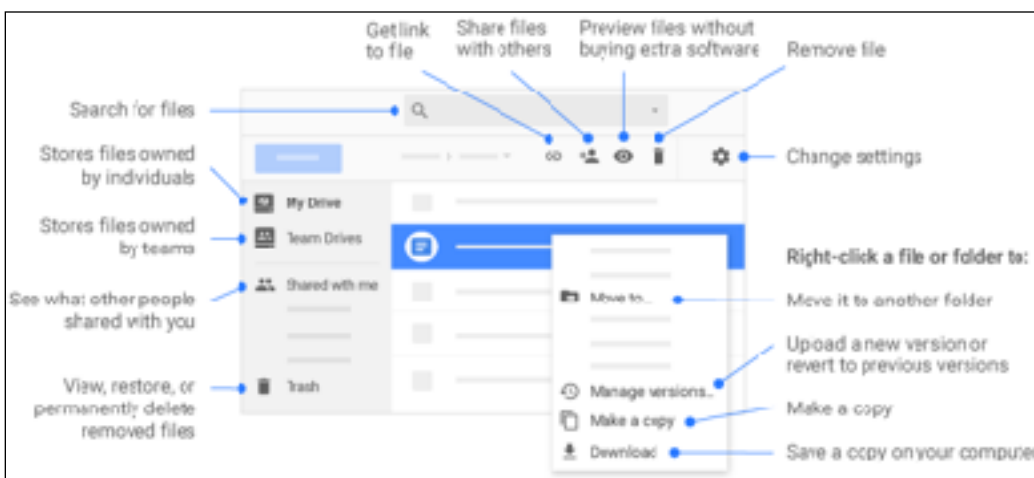 Get link
to file
Share files
with others
Preview files without
buying extra software
Remove file
Search for files
Stores files owned
by individuals
Change settings
My Drive
Stores files owned
by teams
Team Drives
Right-click a file or folder to:
See what other people
shared with you
Shared with me
Move to...
Move it to another folder
Upload a new version or
revert to previous versions
View, restore, or
permanently delete
removed files
Trash
Manage versions...
Make a copy
Make a copy
Download
Save a copy on your computer